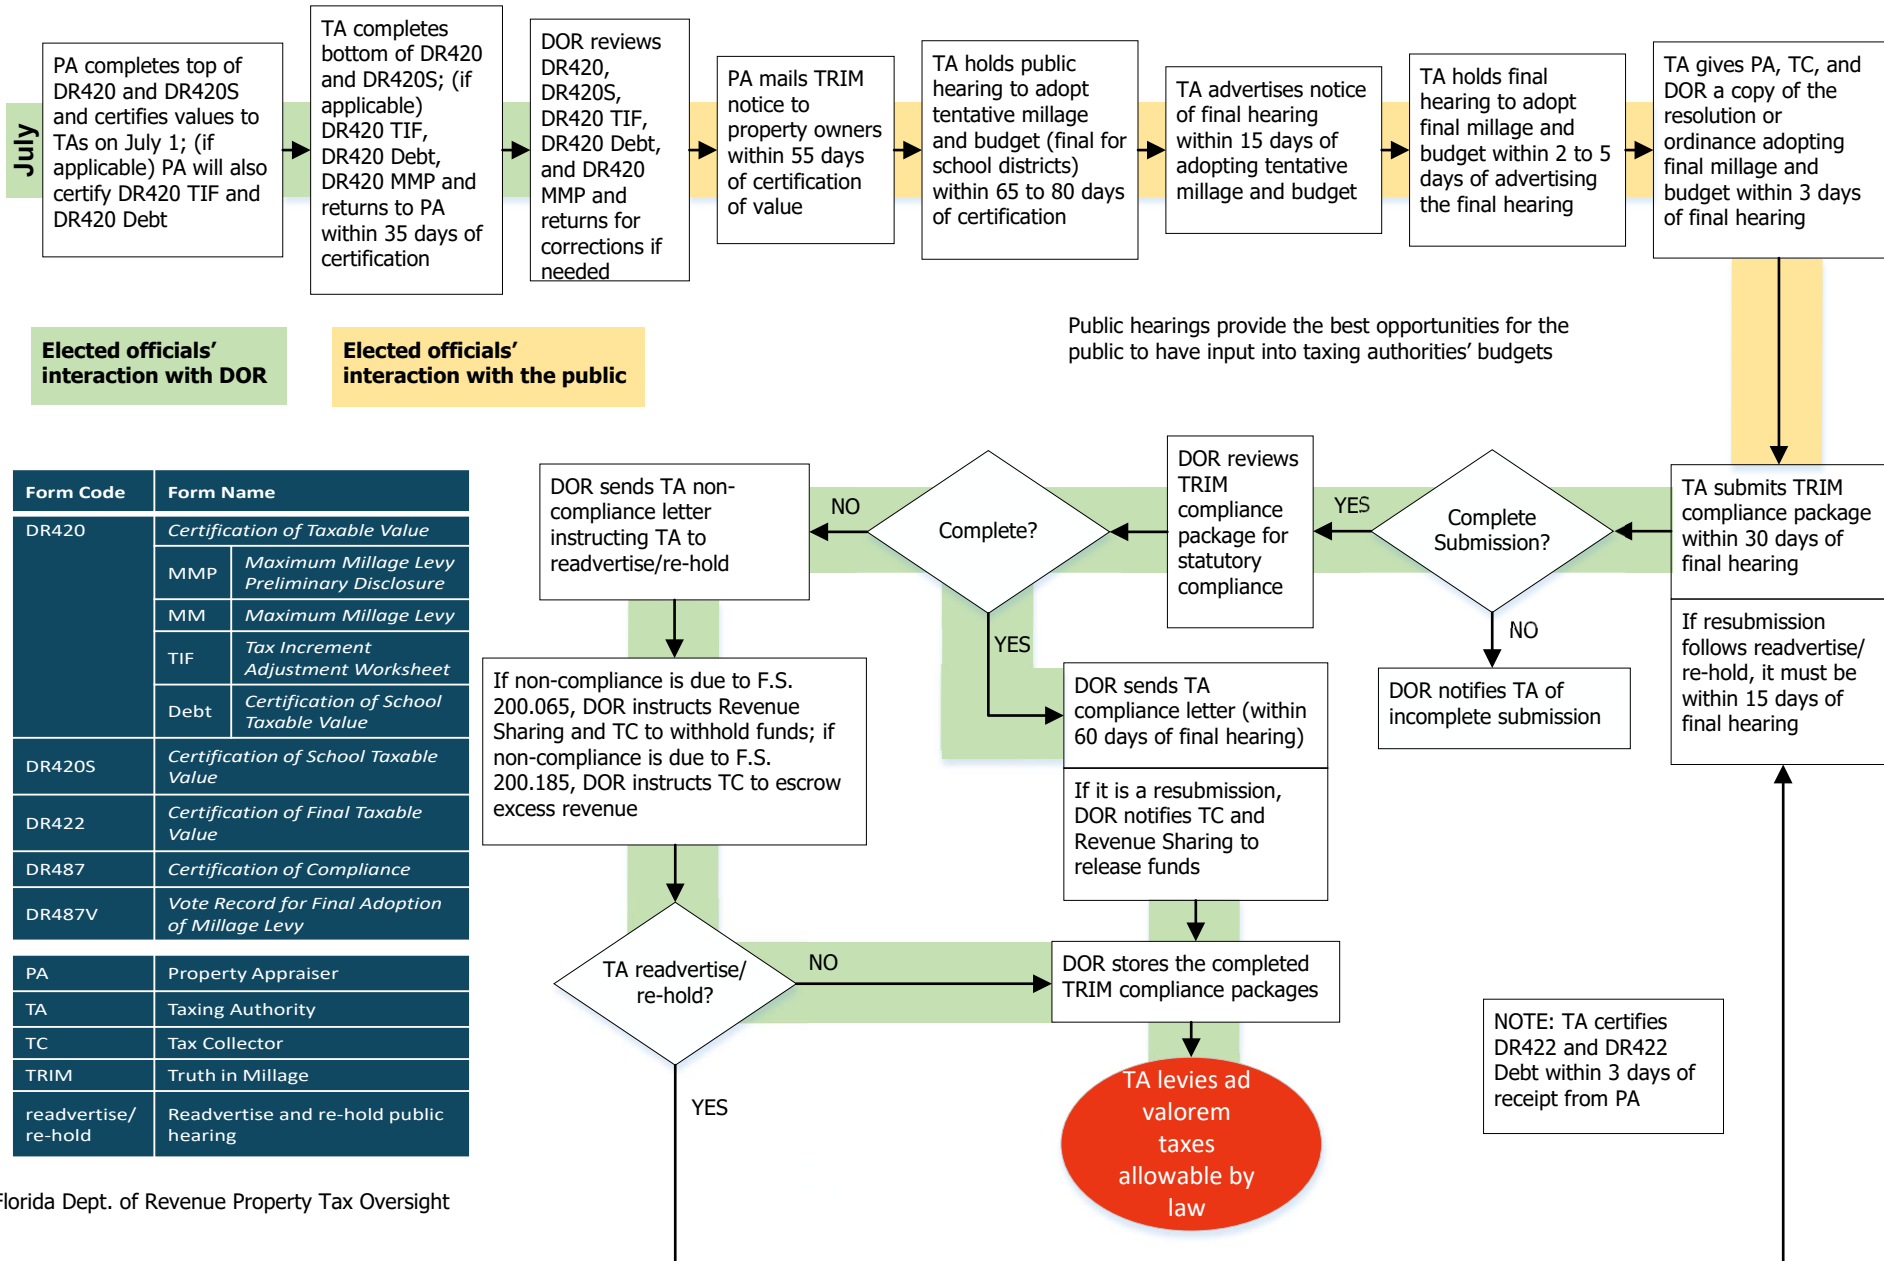 July
PA completes top of
DR420 and DR420S
and certifies values to
TAs on July 1; (if
applicable) PA will also
certify DR420 TIF and
DR420 Debt
TA completes
bottom of DR420
and DR420S; (if
applicable)
DR420 TIF,
DR420 Debt,
DR420 MMP and
returns to PA
within 35 days of
certification
DOR reviews
DR420,
DR420S,
DR420 TIF,
DR420 Debt,
and DR420
MMP and
returns for
corrections if
needed
PA mails TRIM
notice to
property owners
within 55 days
of certification
of value
TA holds public
hearing to adopt
tentative millage
and budget (final for
school districts)
within 65 to 80 days
of certification
TA advertises notice
of final hearing
within 15 days of
adopting tentative
millage and budget
TA holds final
hearing to adopt
final millage and
budget within 2 to 5
days of advertising
the final hearing
TA gives PA, TC, and
DOR a copy of the
resolution or
ordinance adopting
final millage and
budget within 3 days
of final hearing
Elected officials'
interaction with DOR
Elected officials'
interaction with the public
Public hearings provide the best opportunities for the
public to have input into taxing authorities' budgets
TA submits TRIM
compliance package
within 30 days of
final hearing
If resubmission
follows readvertise/
re-hold, it must be
within 15 days of
final hearing
Complete
Submission?
YES
NO
DOR notifies TA of
incomplete submission
DOR reviews
TRIM
compliance
package for
statutory
compliance
Complete?
NO
YES
DOR sends TA non-
compliance letter
instructing TA to
readvertise/re-hold
If non-compliance is due to F.S.
200.065, DOR instructs Revenue
Sharing and TC to withhold funds; if
non-compliance is due to F.S.
200.185, DOR instructs TC to escrow
excess revenue
DOR sends TA
compliance letter (within
60 days of final hearing)
If it is a resubmission,
DOR notifies TC and
Revenue Sharing to
release funds
TA readvertise/
re-hold?
NO
YES
DOR stores the completed
TRIM compliance packages
TA levies ad
valorem
taxes
allowable by
law
NOTE: TA certifies
DR422 and DR422
Debt within 3 days of
receipt from PA
Form Code Form Name
DR420 Certification of Taxable Value
MMP Maximum Millage Levy
Preliminary Disclosure
MM Maximum Millage Levy
TIF Tax Increment
Adjustment Worksheet
Debt Certification of School
Taxable Value
DR420S Certification of School Taxable
Value
DR422 Certification of Final Taxable
Value
DR487 Certification of Compliance
DR487V Vote Record for Final Adoption
of Millage Levy
PA Property Appraiser
TA Taxing Authority
TC Tax Collector
TRIM Truth in Millage
readvertise/ Readvertise and re-hold public
re-hold hearing
Florida Dept. of Revenue Property Tax Oversight